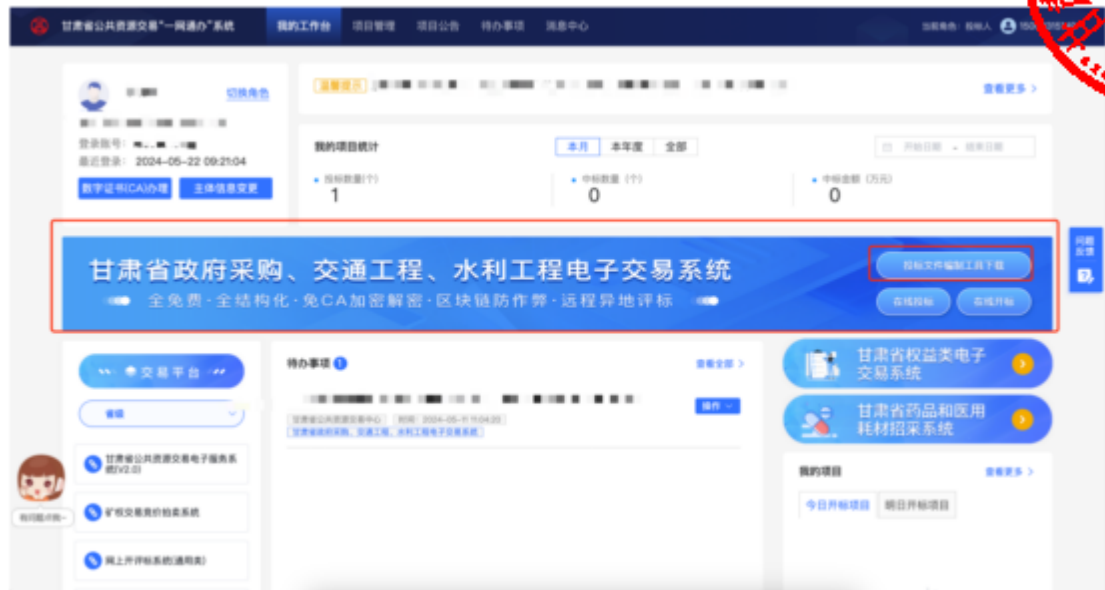 甘肃省公共资源交易“一网通办”系统
我的工作台 项目管理 项目公告 待办事项 消息中心
当前角色：投标人
切换角色
登录账号：
最近登录： 2024-05-22 09:21:04
数字证书(CA)办理 主体信息变更
温馨提示
查看更多 >
我的项目统计
本月 本年度 全部
开始日期 - 结束日期
投标数量(个)
1
中标数量（个）
0
中标金额（万元）
0
甘肃省政府采购、交通工程、水利工程电子交易系统
全免费·全结构化·免CA加密解密·区块链防作弊·远程异地评标
投标文件编制工具下载
在线投标 在线开标
问题
反馈
交易平台
省级
甘肃省公共资源交易电子服务系
统(V2.0)
矿权交易竞价拍卖系统
网上开评标系统(通用类)
待办事项 1
查看全部 >
甘肃省公共资源交易中心 时间
甘肃省政府采购、交通工程、水利工程电子交易系统
操作
甘肃省权益类电子
交易系统
甘肃省药品和医用
耗材招采系统
我的项目
查看更多 >
今日开标项目 明日开标项目